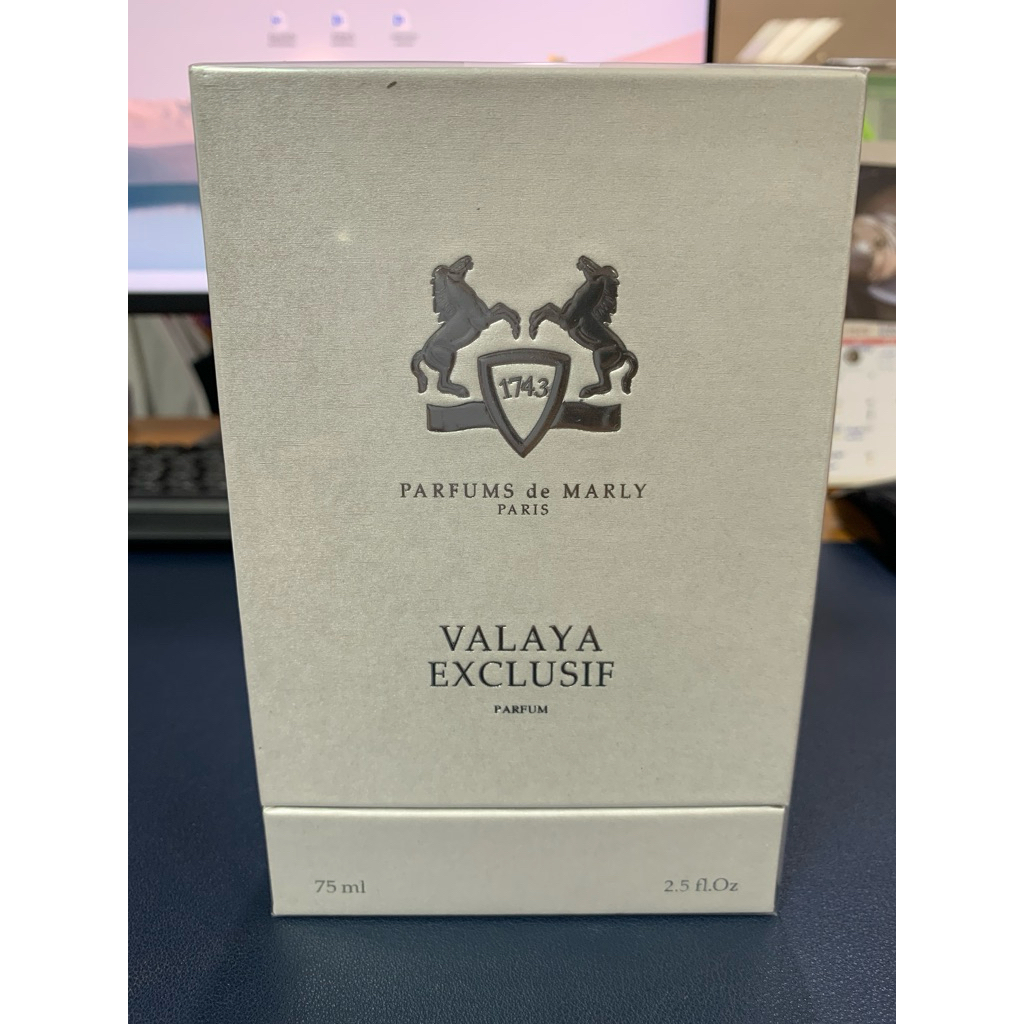 1743
PARFUMS de MARLY
PARIS
VALAYA
EXCLUSIF
PARFUM
75 ml 2.5 fl.Oz